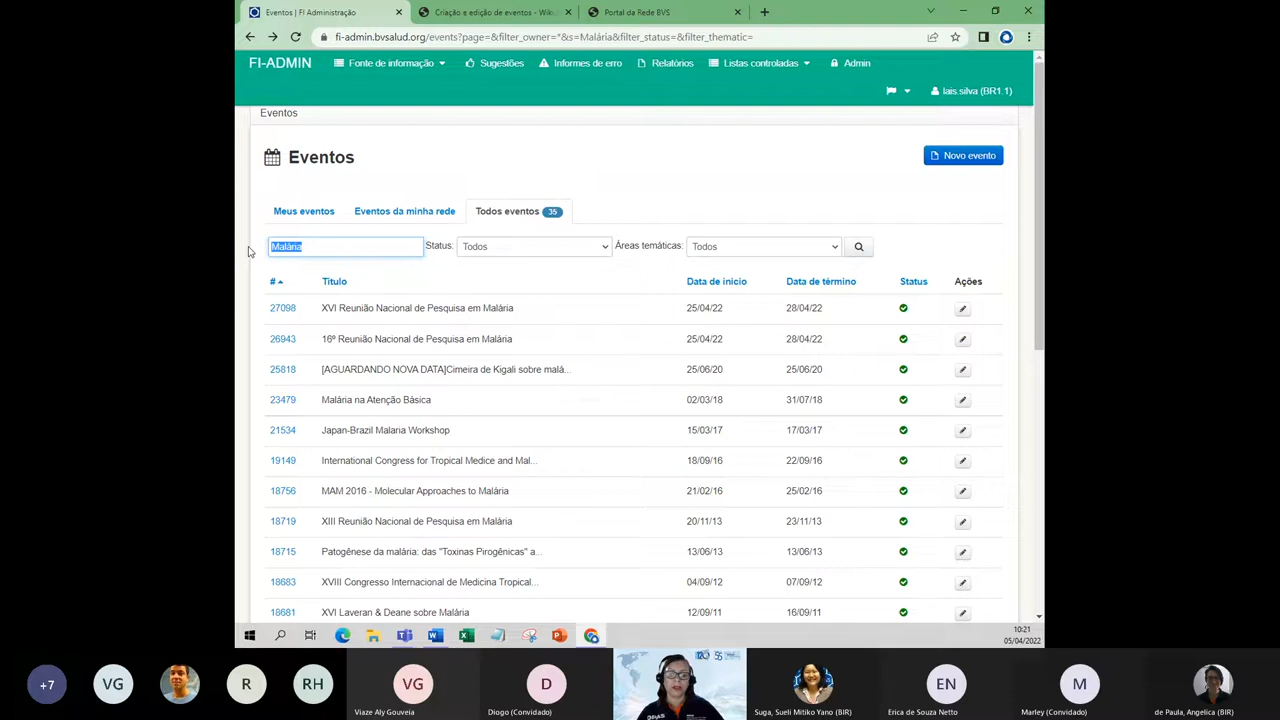 Eventos | FI Administração
Criação e edição de eventos - Wiki
Portal da Rede BVS
fi-admin.bvsalud.org/events?page=&filter_owner=*&s=Malária&filter_status=&filter_thematic=
FI-ADMIN Fonte de informação Sugestões Informes de erro Relatórios Listas controladas Admin
lais.silva (BR1.1)
Eventos
Eventos
Novo evento
Meus eventos Eventos da minha rede Todos eventos 35
Malária Status: Todos Áreas temáticas: Todos
# Título Data de início Data de término Status Ações
27098 XVI Reunião Nacional de Pesquisa em Malária 25/04/22 28/04/22
26943 16º Reunião Nacional de Pesquisa em Malária 25/04/22 28/04/22
25818 [AGUARDANDO NOVA DATA]Cimeira de Kigali sobre malá... 25/06/20 25/06/20
23479 Malária na Atenção Básica 02/03/18 31/07/18
21534 Japan-Brazil Malaria Workshop 15/03/17 17/03/17
19149 International Congress for Tropical Medice and Mal... 18/09/16 22/09/16
18756 MAM 2016 - Molecular Approaches to Malária 21/02/16 25/02/16
18719 XIII Reunião Nacional de Pesquisa em Malária 20/11/13 23/11/13
18715 Patogênese da malária: das "Toxinas Pirogênicas" a... 13/06/13 13/06/13
18683 XVIII Congresso Internacional de Medicina Tropical... 04/09/12 07/09/12
18681 XVI Laveran & Deane sobre Malária 12/09/11 16/09/11
10:21
05/04/2022
+7 VG R RH VG D EN M
Viaze Aly Gouveia Diogo (Convidado) Suga, Sueli Mitiko Yano (BIR) Erica de Souza Netto Marley (Convidado) de Paula, Angelica (BIR)